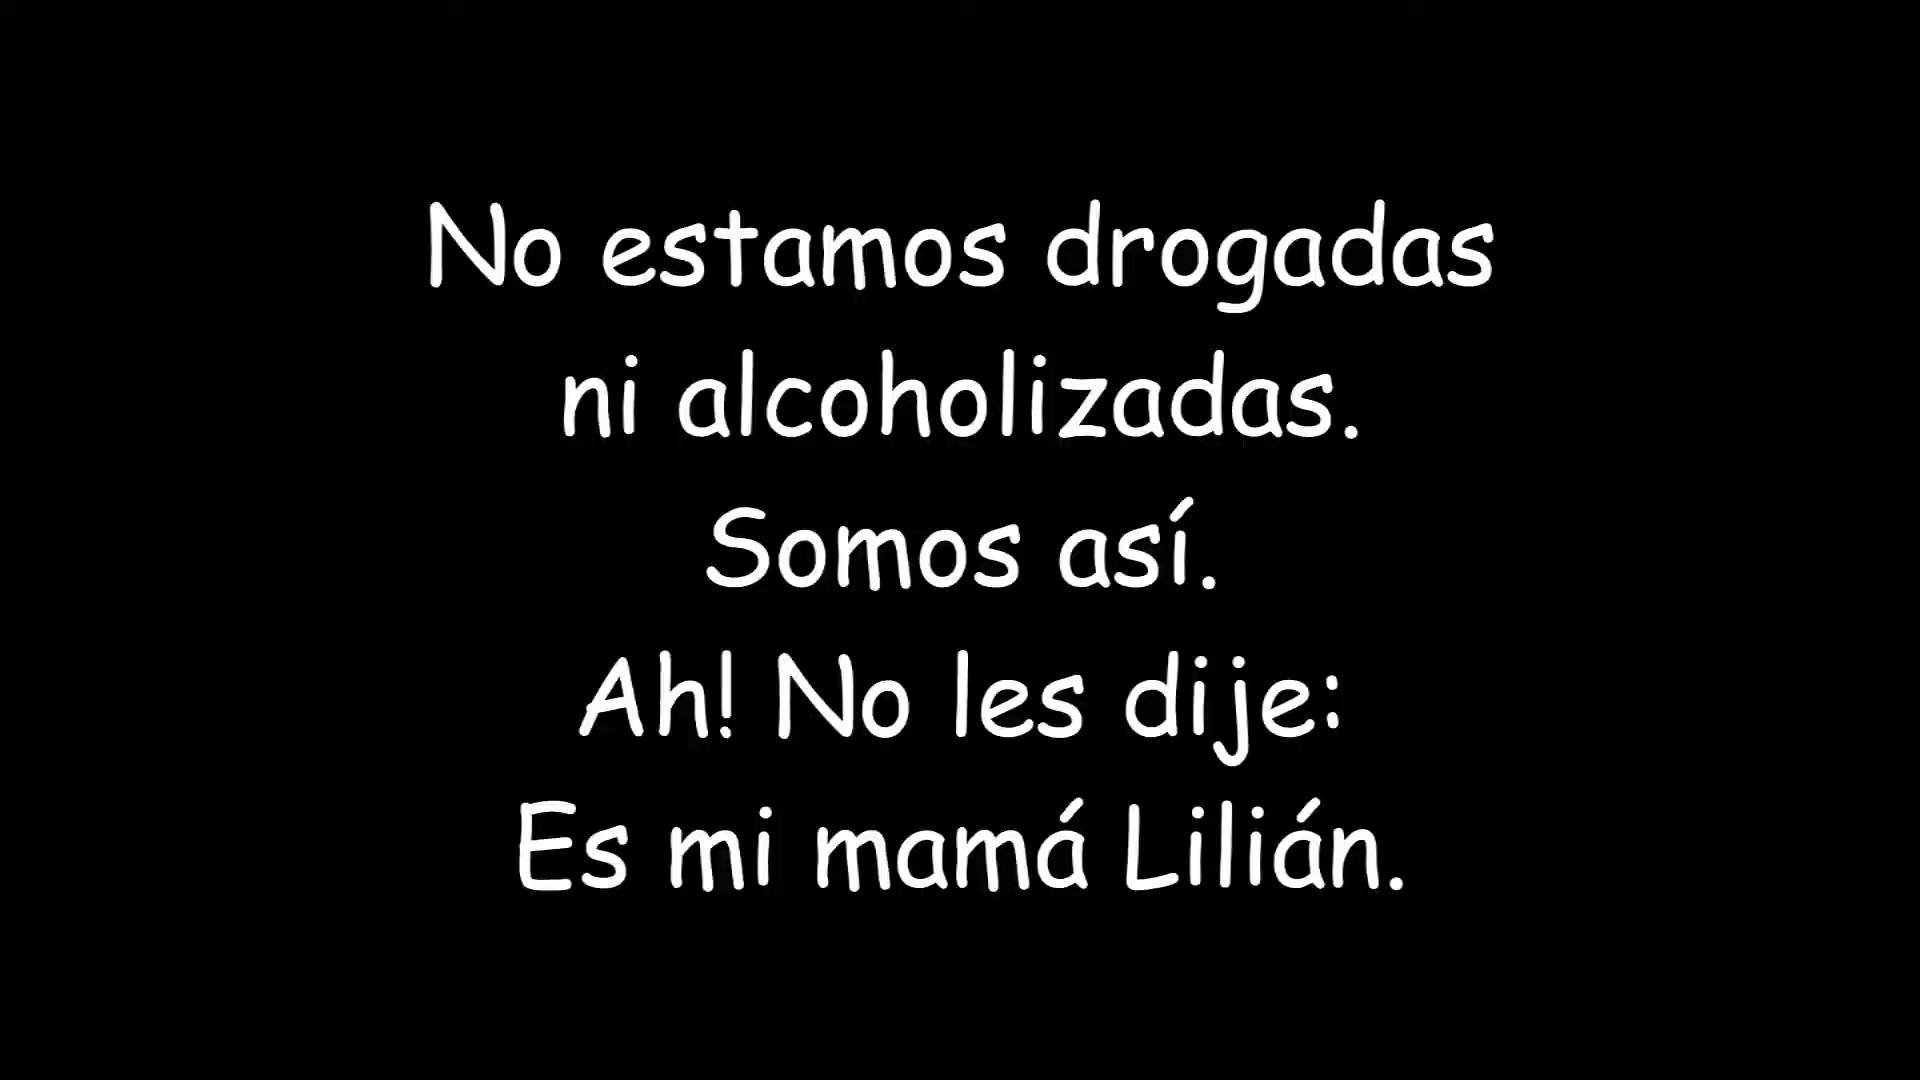 No estamos drogadas
ni alcoholizadas.
Somos así.
Ah! No les dije:
Es mi mamá Lilián.